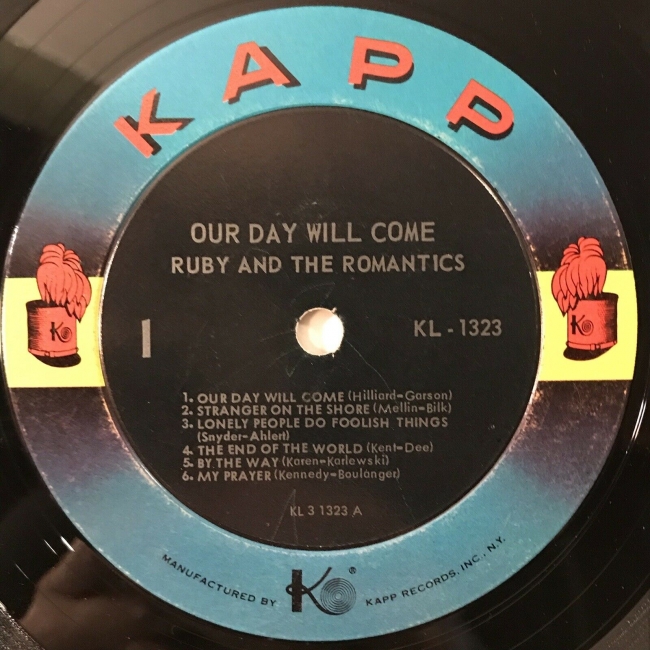 KAPP
OUR DAY WILL COME
RUBY AND THE ROMANTICS
1
KL - 1323
1. OUR DAY WILL COME (Hilliard-Garson)
2. STRANGER ON THE SHORE (Mellin-Bilk)
3. LONELY PEOPLE DO FOOLISH THINGS
(Snyder-Ahlert)
4. THE END OF THE WORLD (Kent-Dee)
5. BY THE WAY (Karen-Karlewski)
6. MY PRAYER (Kennedy-Boulanger)
KL 3 1323 A
K
K
MANUFACTURED BY K ® KAPP RECORDS, INC., N.Y.